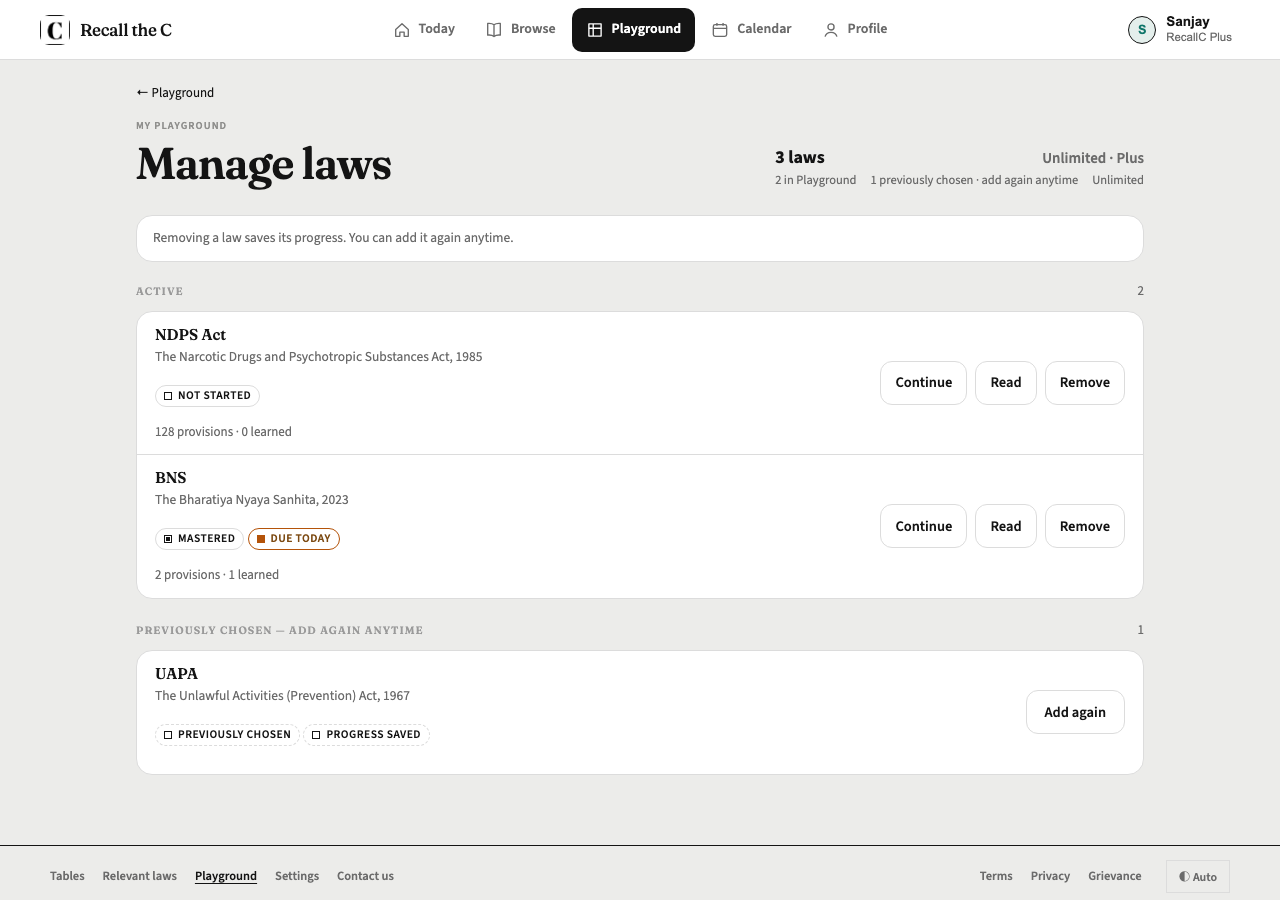 C Recall the C
Today Browse Playground Calendar Profile
S Sanjay
RecallC Plus
← Playground
MY PLAYGROUND
Manage laws
3 laws Unlimited · Plus
2 in Playground 1 previously chosen · add again anytime Unlimited
Removing a law saves its progress. You can add it again anytime.
ACTIVE 2
NDPS Act
The Narcotic Drugs and Psychotropic Substances Act, 1985
NOT STARTED
128 provisions · 0 learned
Continue Read Remove
BNS
The Bharatiya Nyaya Sanhita, 2023
MASTERED DUE TODAY
2 provisions · 1 learned
Continue Read Remove
PREVIOUSLY CHOSEN — ADD AGAIN ANYTIME 1
UAPA
The Unlawful Activities (Prevention) Act, 1967
PREVIOUSLY CHOSEN PROGRESS SAVED
Add again
Tables Relevant laws Playground Settings Contact us
Terms Privacy Grievance Auto